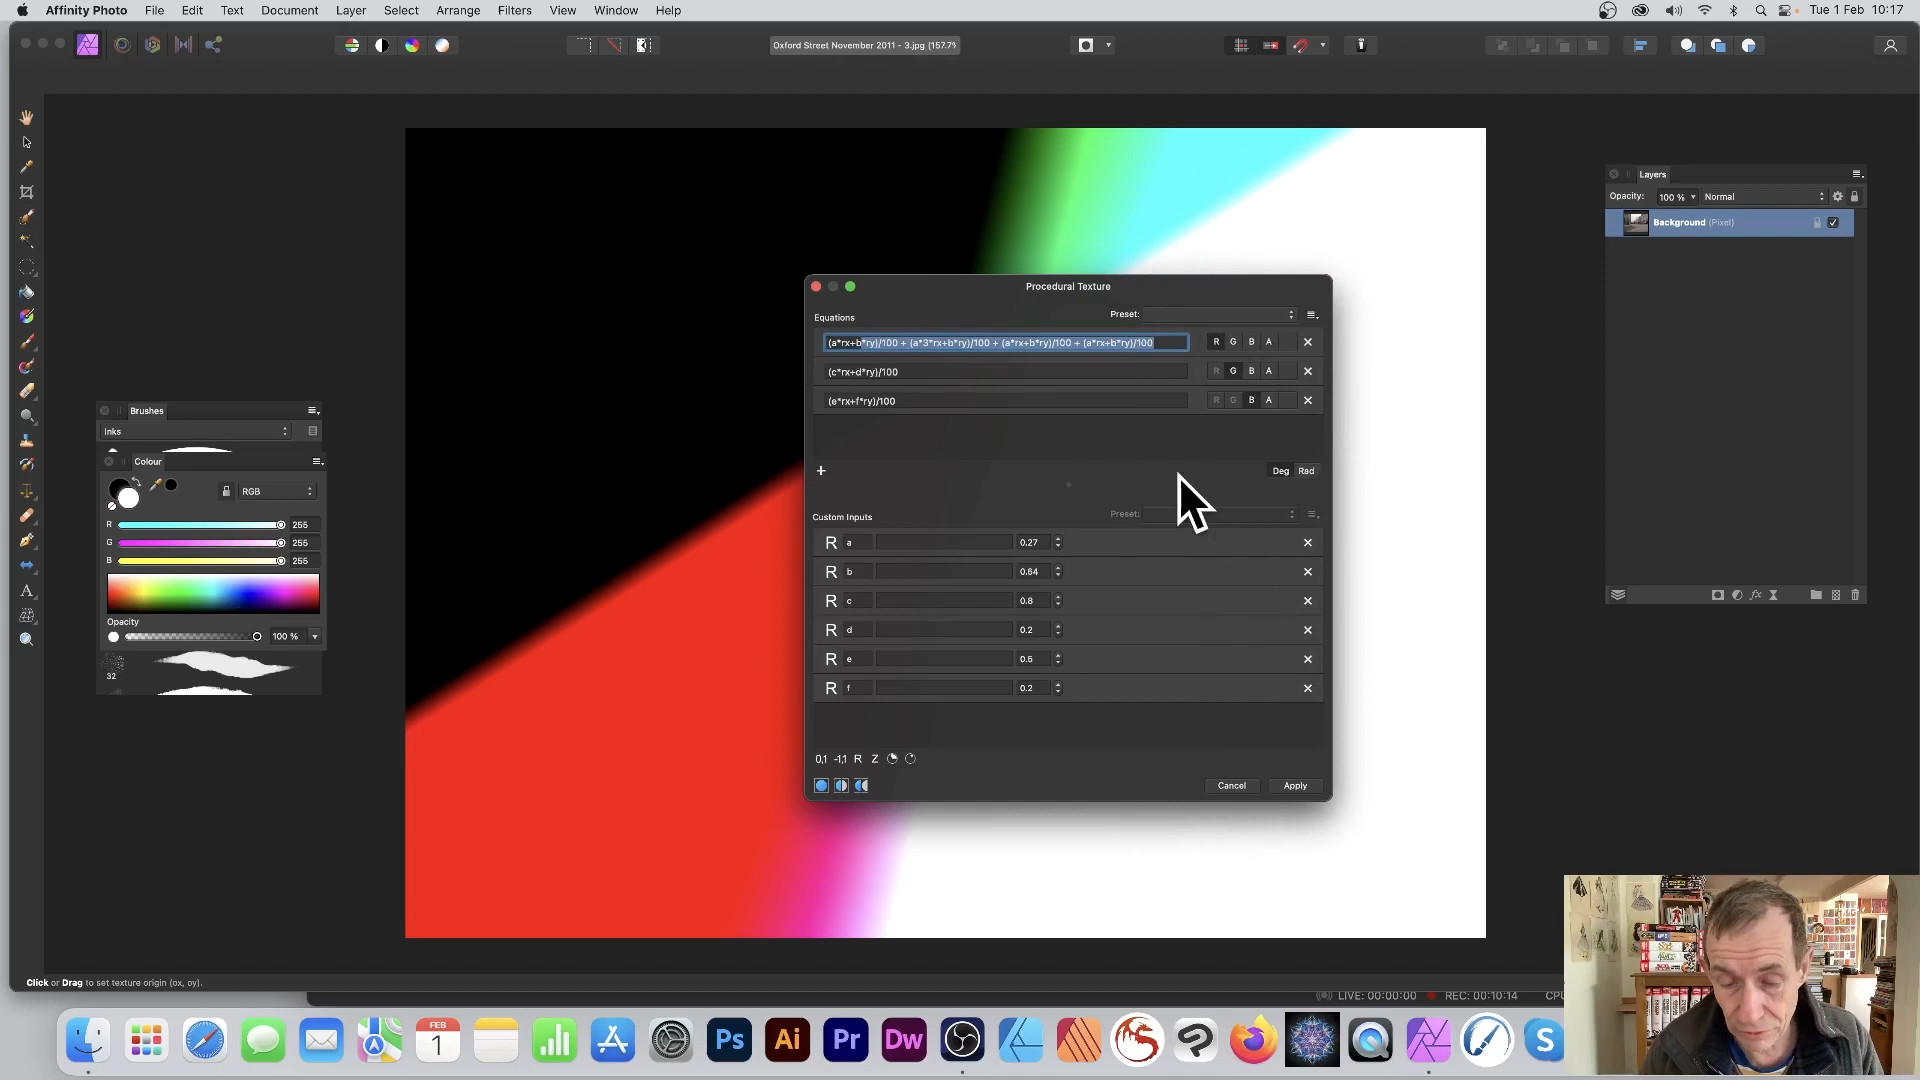 Affinity Photo File Edit Text Document Layer Select Arrange Filters View Window Help Tue 1 Feb 10:17
Oxford Street November 2011 - 3.jpg (157.7%
Layers
Opacity: 100 % Normal
Background (Pixel)
Procedural Texture
Preset:
Equations
(a*rx+b*ry)/100 + (a*3*rx+b*ry)/100 + (a*rx+b*ry)/100 + (a*rx+b*ry)/100 R G B A
(c*rx+d*ry)/100 R G B A
(e*rx+f*ry)/100 R G B A
Deg Rad
Custom Inputs Preset:
R a 0.27
R b 0.64
R c 0.8
R d 0.2
R e 0.5
R f 0.2
0,1 -1,1 R Z
Cancel Apply
Brushes
Inks
Colour
RGB
R 255
G 255
B 255
Opacity
100 %
32
Click or Drag to set texture origin (ox, oy).
LIVE: 00:00:00 REC: 00:10:14 CPU
FEB
1
Ps Ai Pr Dw S